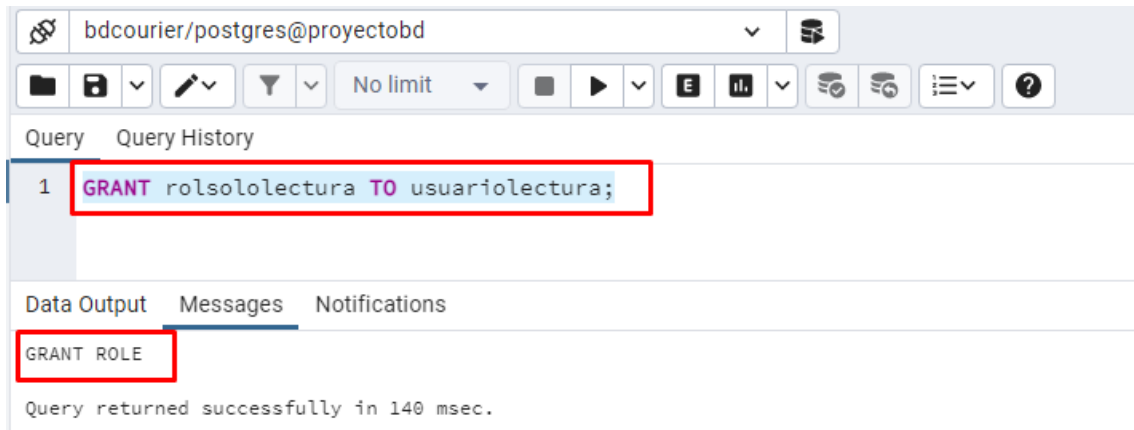 bdcourier/postgres@proyectobd
No limit
E
Query Query History
1 GRANT rolsololectura TO usuariolectura;
Data Output Messages Notifications
GRANT ROLE
Query returned successfully in 140 msec.